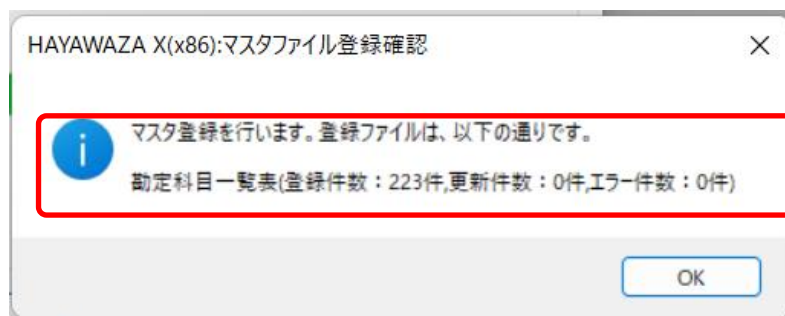 HAYAWAZA X(x86):マスタファイル登録確認
マスタ登録を行います。登録ファイルは、以下の通りです。
勘定科目一覧表(登録件数：223件,更新件数：0件,エラー件数：0件)
OK